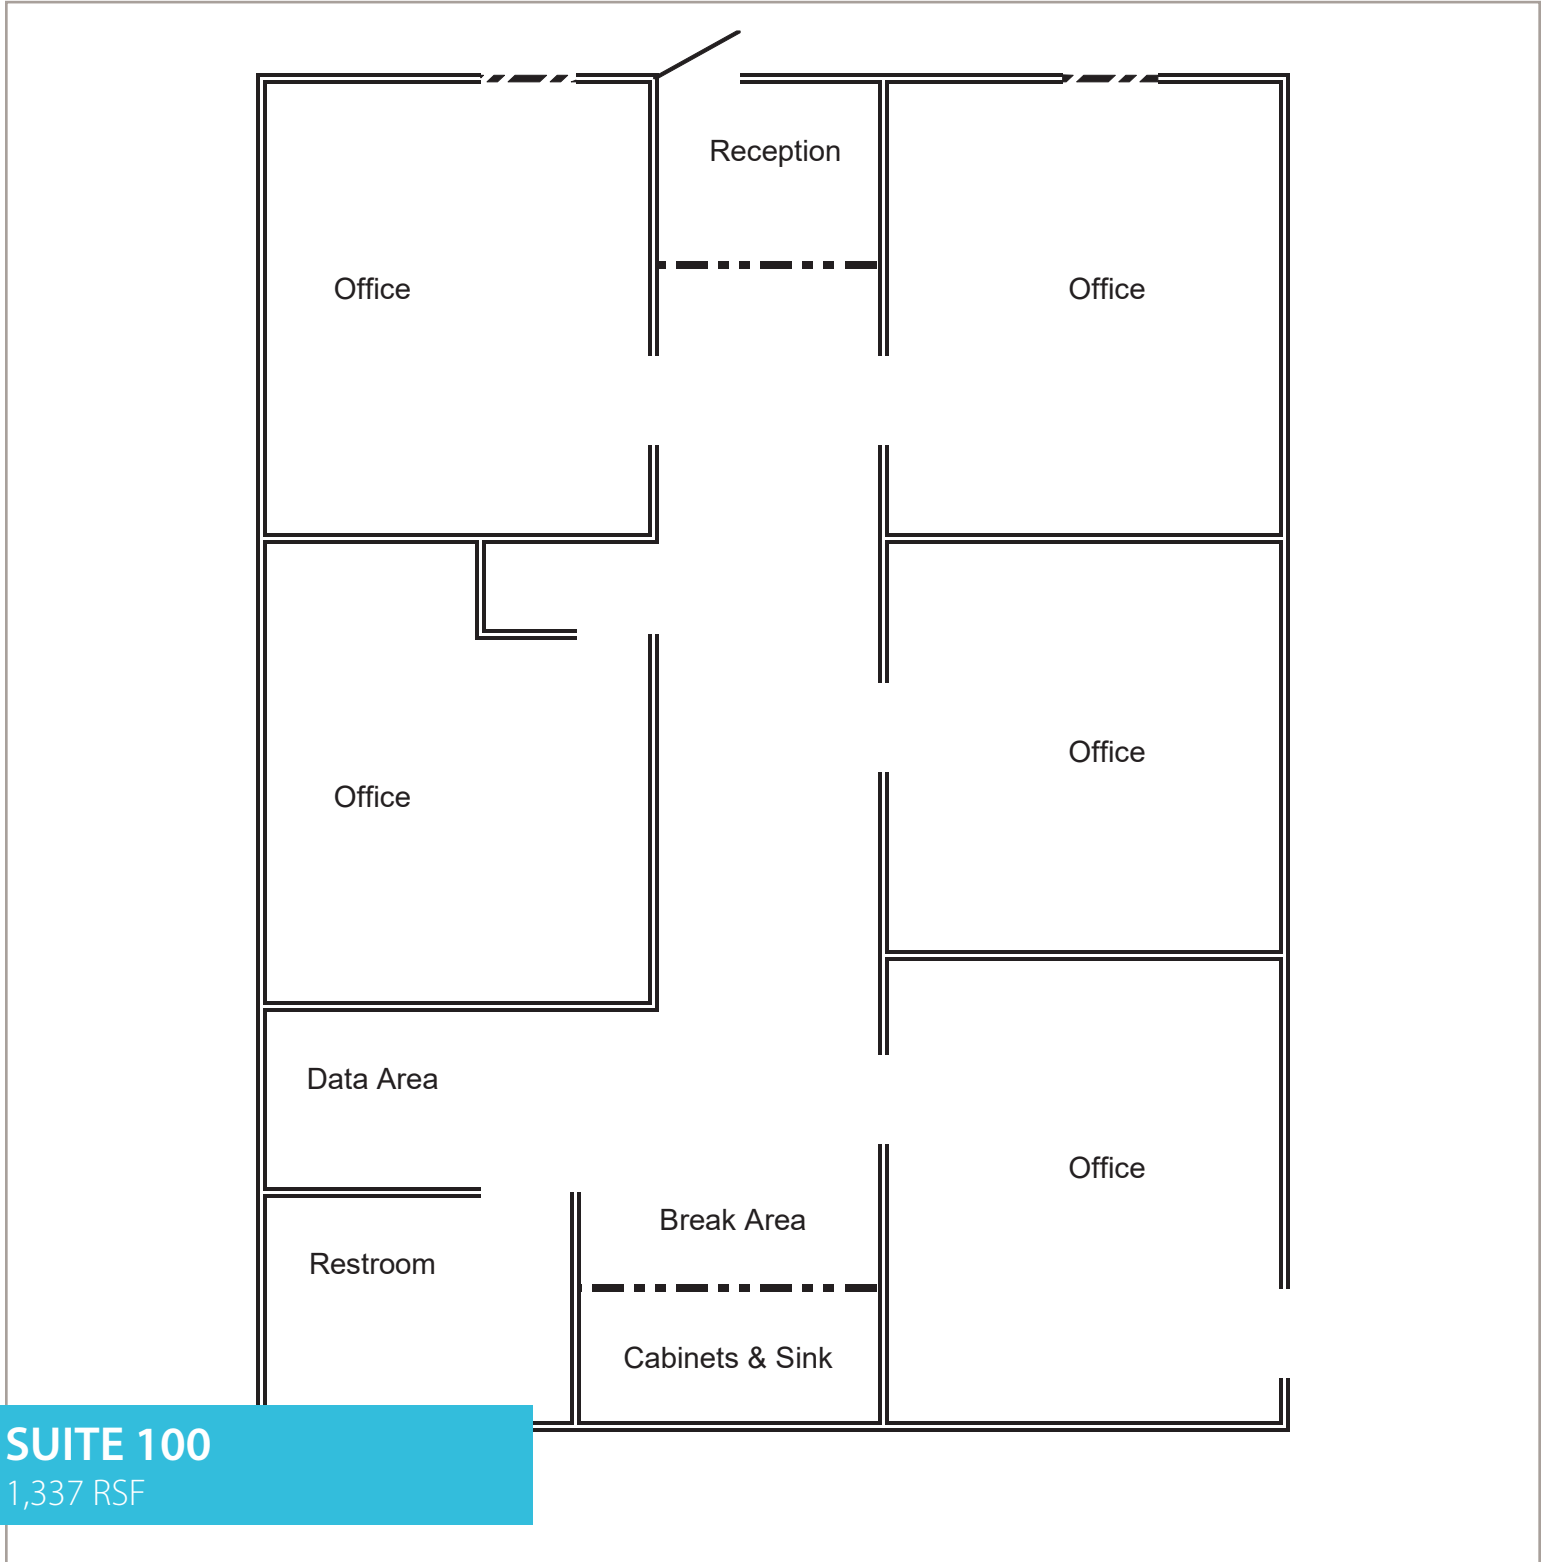 Reception
Office
Office
Office
Office
Data Area
Office
Break Area
Restroom
Cabinets & Sink
SUITE 100
1,337 RSF